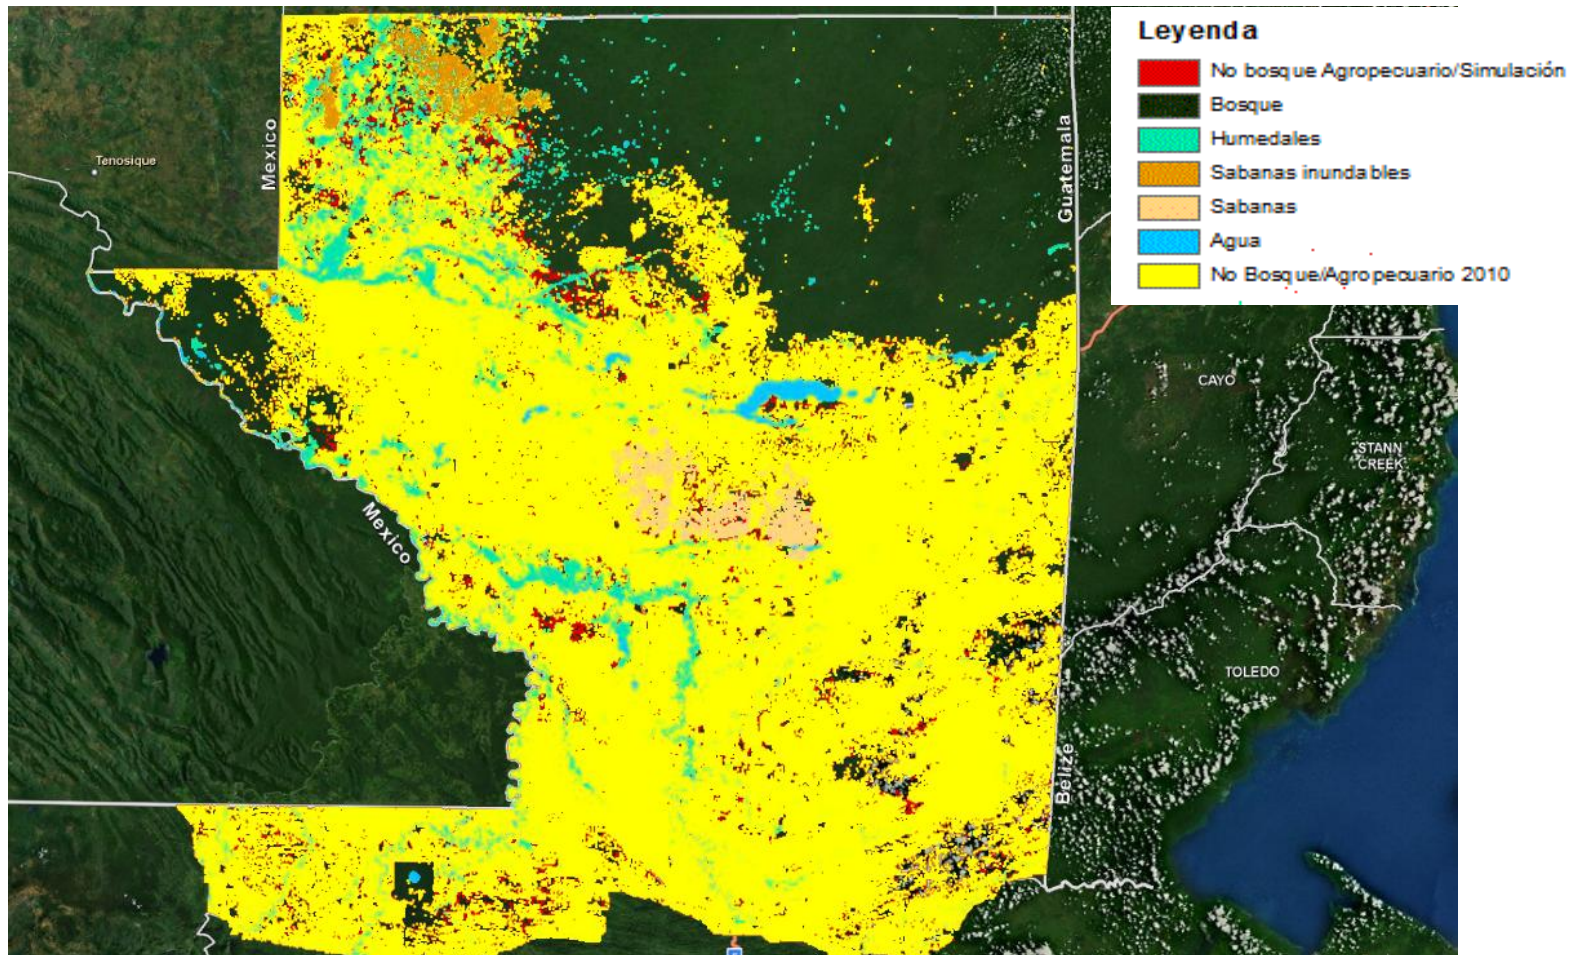 Leyenda
No bosque Agropecuario/Simulación
Bosque
Humedales
Sabanas inundables
Sabanas
Agua
No Bosque/Agropecuario 2010
Mexico
Tenosique
Guatemala
CAYO
STANN
CREEK
Mexico
TOLEDO
Belize